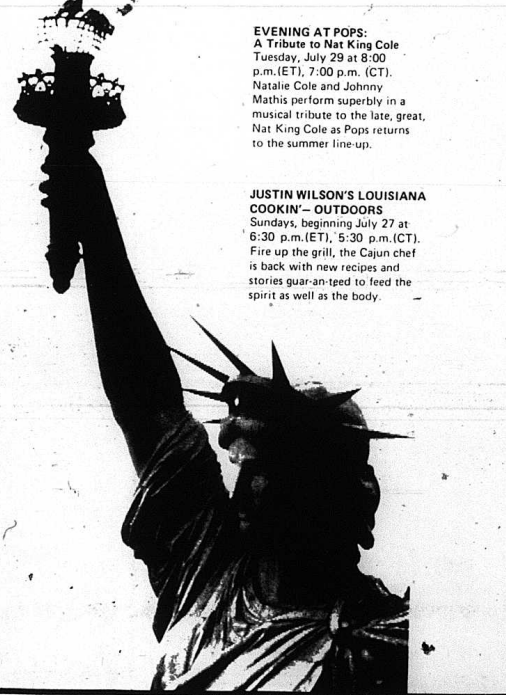 EVENING AT POPS:
A Tribute to Nat King Cole
Tuesday, July 29 at 8:00
p.m.(ET), 7:00 p.m. (CT).
Natalie Cole and Johnny
Mathis perform superbly in a
musical tribute to the late, great,
Nat King Cole as Pops returns
to the summer line-up.
JUSTIN WILSON'S LOUISIANA
COOKIN'— OUTDOORS
Sundays, beginning July 27 at
6:30 p.m.(ET), 5:30 p.m.(CT).
Fire up the grill, the Cajun chef
is back with new recipes and
stories guar-an-teed to feed the
spirit as well as the body.